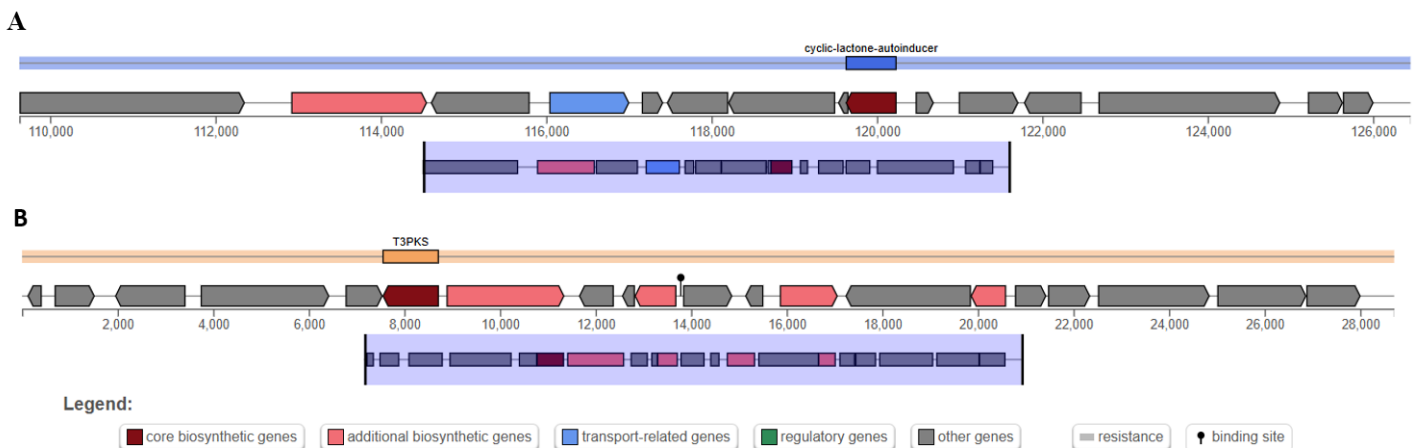 A
cyclic-lactone-autoinducer
110,000 112,000 114,000 116,000 118,000 120,000 122,000 124,000 126,000
B
T3PKS
2,000 4,000 6,000 8,000 10,000 12,000 14,000 16,000 18,000 20,000 22,000 24,000 26,000 28,000
Legend:
core biosynthetic genes additional biosynthetic genes transport-related genes regulatory genes other genes resistance binding site